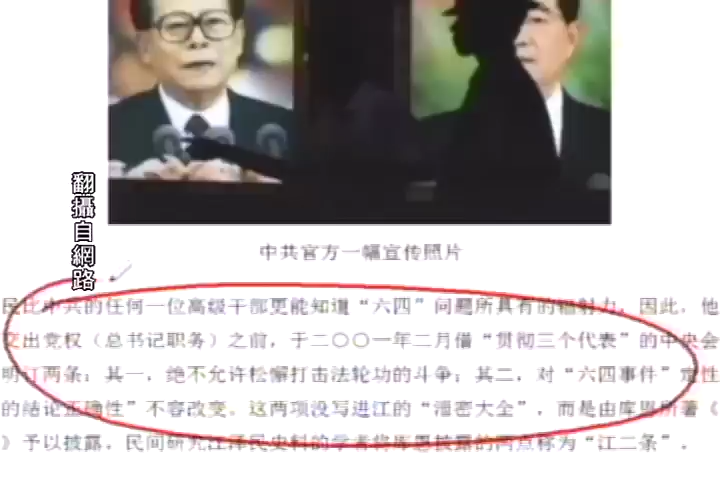 翻攝自網路
中共官方一幅宣传照片
民比中共的任何一位高级干部更能知道“六四”问题所具有的辐射力，因此，他
交出党权（总书记职务）之前，于二〇〇一年二月借“贯彻三个代表”的中央会
明订两条：其一，绝不允许松懈打击法轮功的斗争；其二，对“六四事件”定性
的结论正确性”不容改变。这两项没写进江的“泄密大全”，而是由库恩所著《
》予以披露，民间研究江泽民史料的学者将库恩披露的两点称为“江二条”。